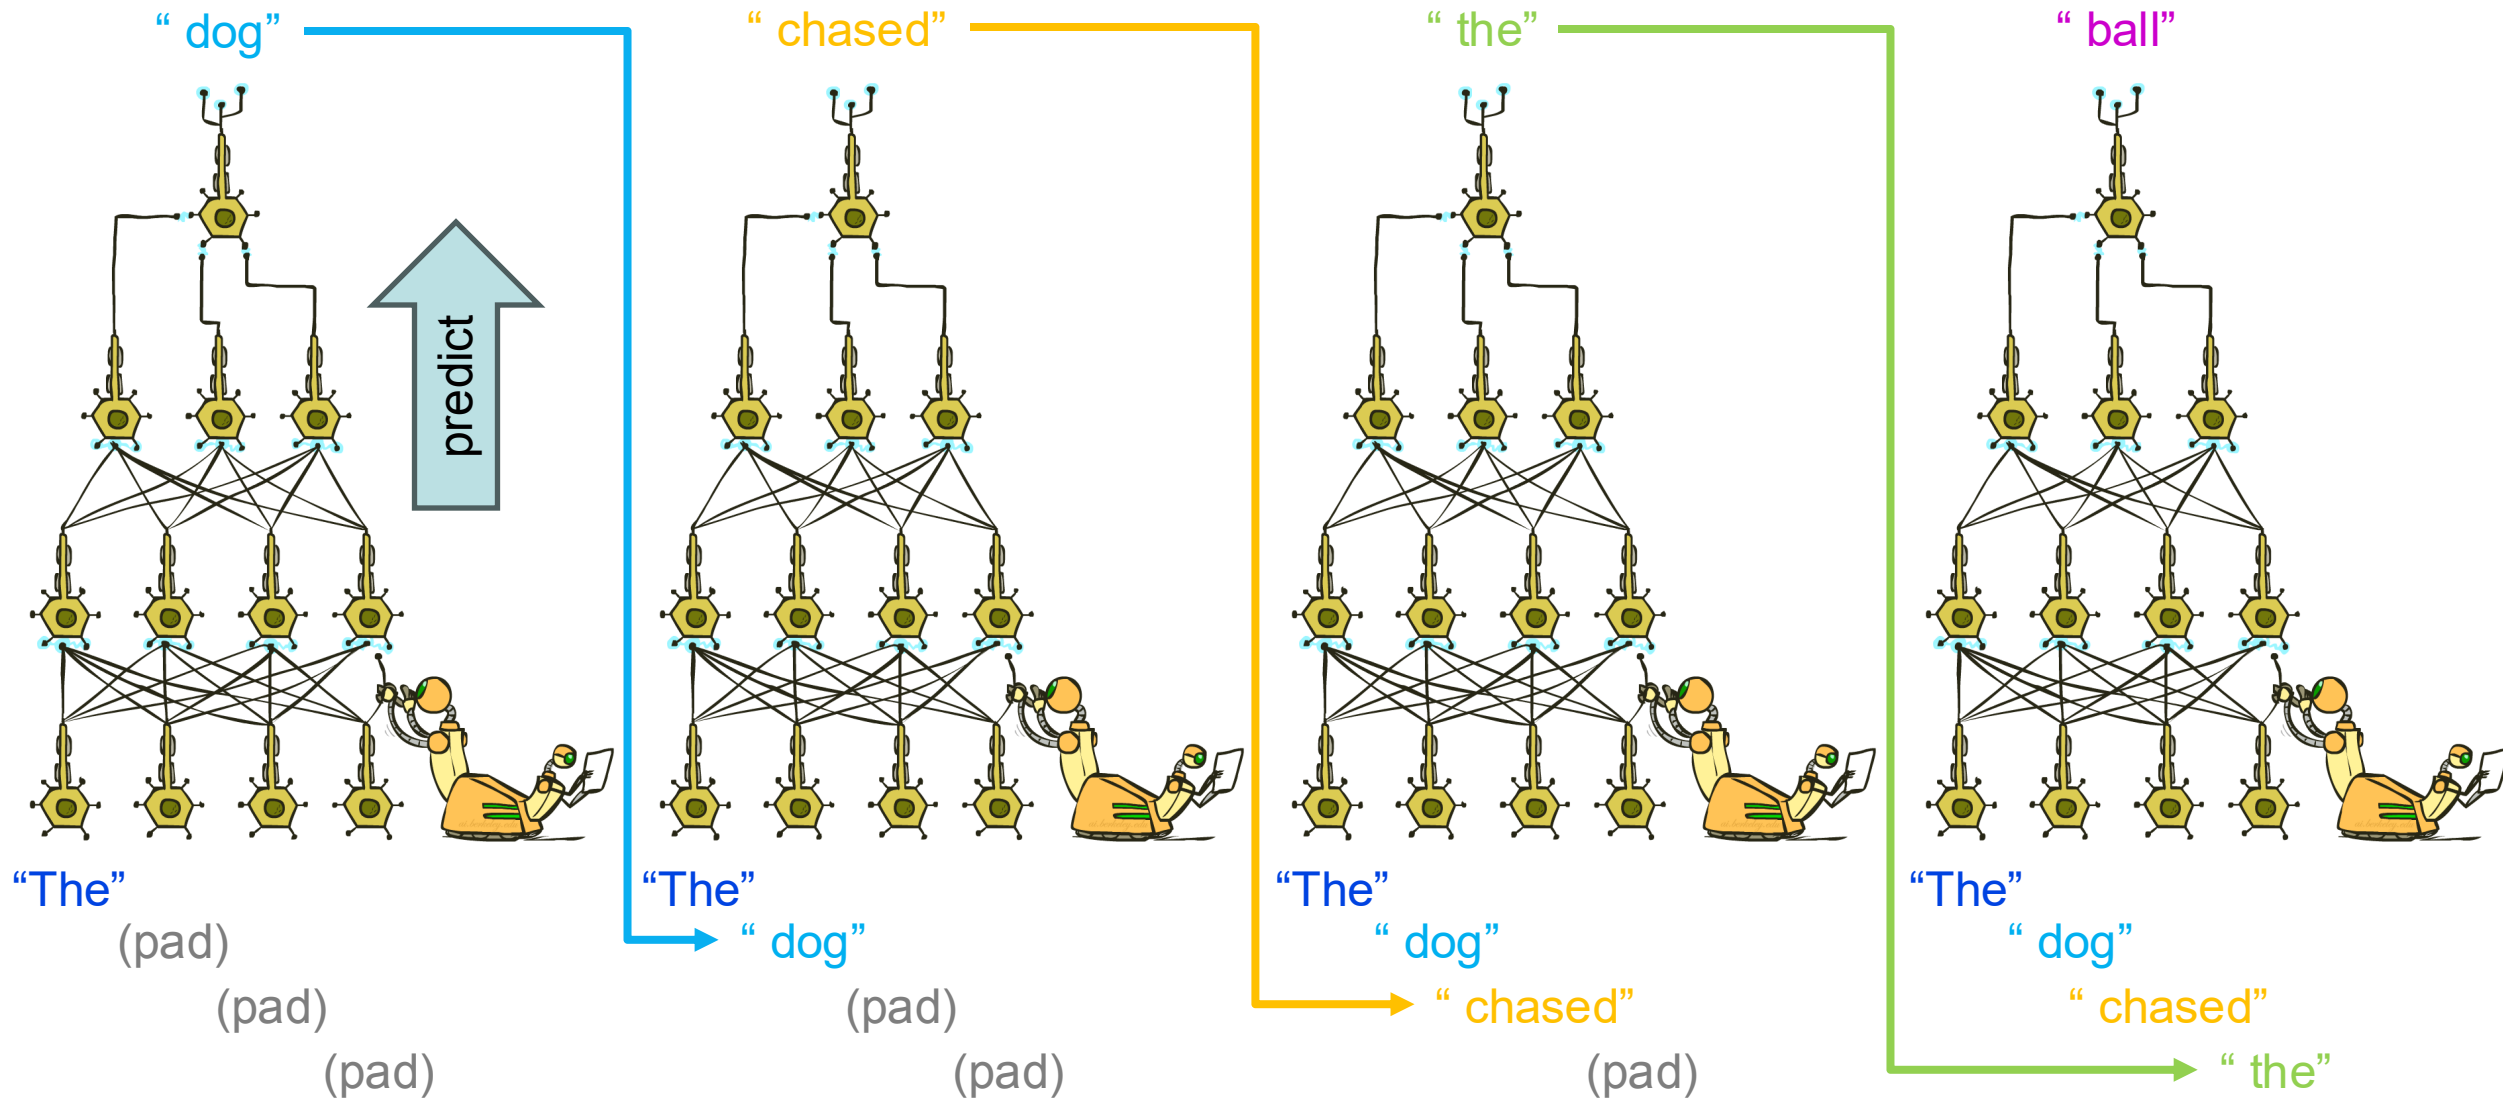 “ dog”
“ chased”
“ the”
“ ball”
predict
“The”
“The”
“The”
“The”
(pad)
“ dog”
“ dog”
“ dog”
(pad)
(pad)
“ chased”
“ chased”
(pad)
(pad)
(pad)
“ the”